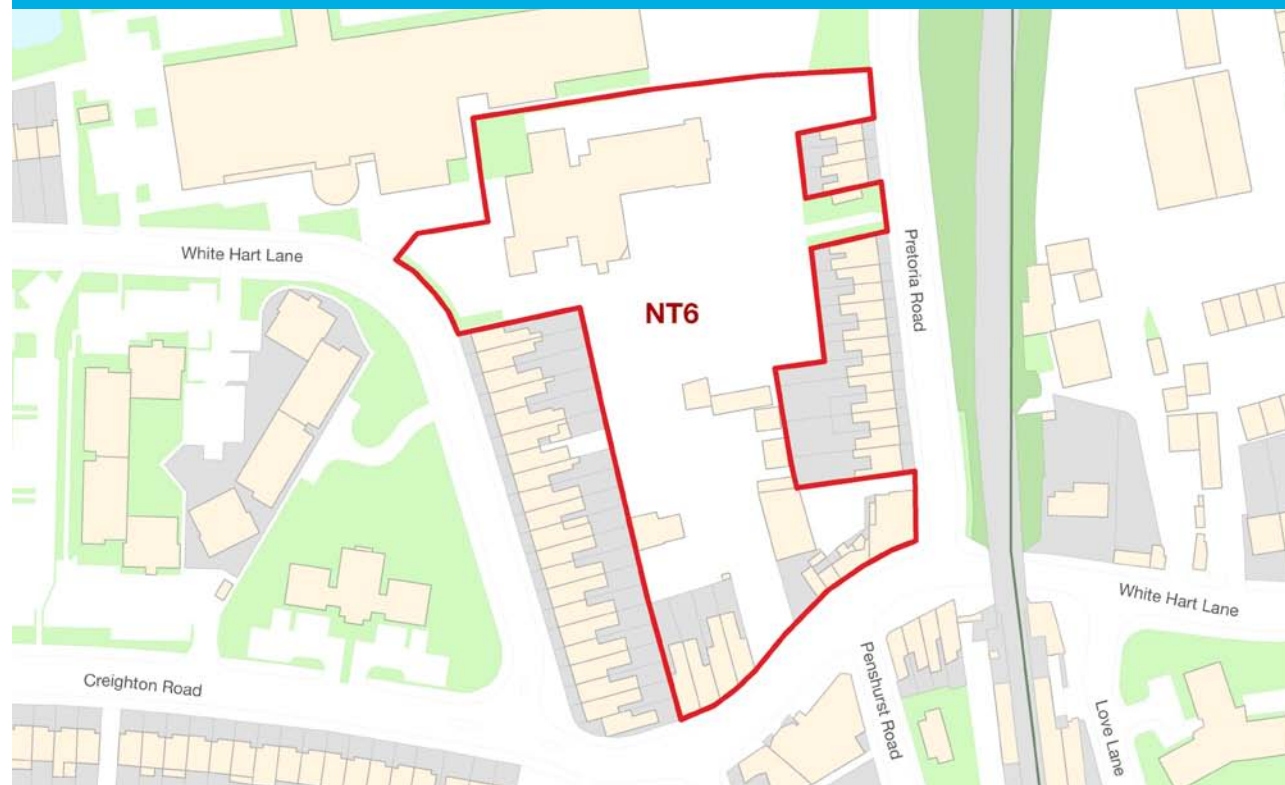 White Hart Lane
Pretoria Road
NT6
White Hart Lane
Creighton Road
Penshurst Road
Love Lane